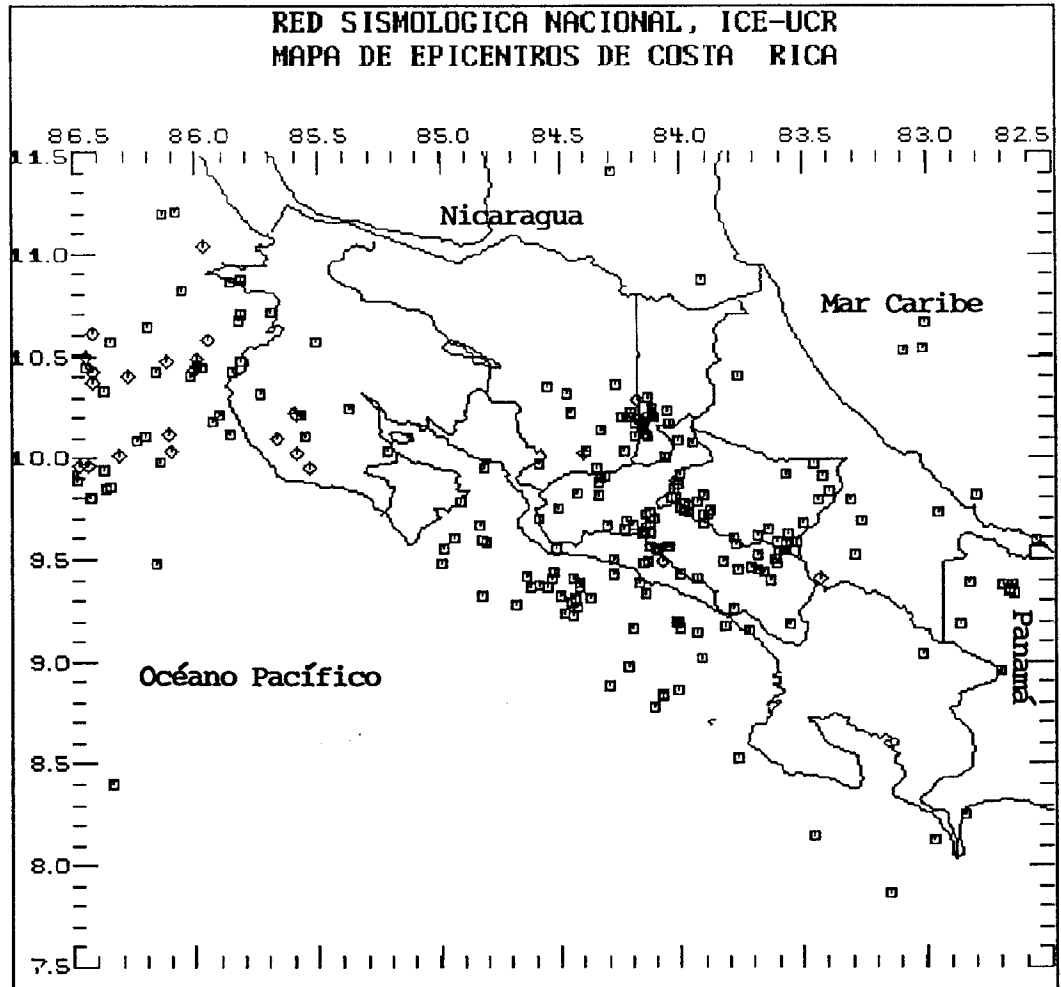 RED SISMOLOGICA NACIONAL, ICE-UCR
MAPA DE EPICENTROS DE COSTA RICA
86.5 86.0 85.5 85.0 84.5 84.0 83.5 83.0 82.5
11.5
Nicaragua
11.0
Mar Caribe
10.5
10.0
9.5
Panamá
9.0
Océano Pacífico
8.5
8.0
7.5